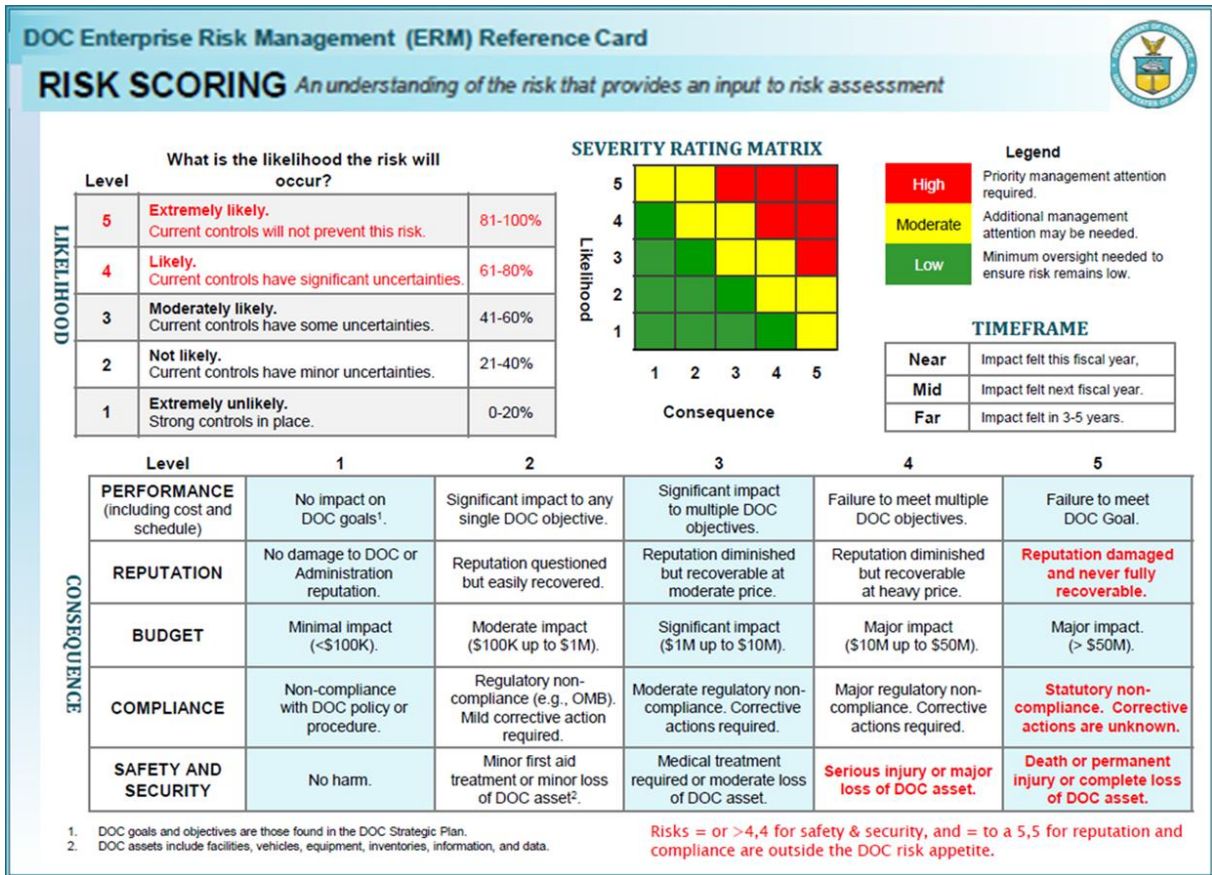 DOC Enterprise Risk Management (ERM) Reference Card
RISK SCORING An understanding of the risk that provides an input to risk assessment
DEPARTMENT OF COMMERCE
UNITED STATES OF AMERICA
LIKELIHOOD
Level
What is the likelihood the risk will
occur?
5
Extremely likely.
Current controls will not prevent this risk.
81-100%
4
Likely.
Current controls have significant uncertainties.
61-80%
3
Moderately likely.
Current controls have some uncertainties.
41-60%
2
Not likely.
Current controls have minor uncertainties.
21-40%
1
Extremely unlikely.
Strong controls in place.
0-20%
SEVERITY RATING MATRIX
Likelihood
5
4
3
2
1
1 2 3 4 5
Consequence
Legend
High
Priority management attention
required.
Moderate
Additional management
attention may be needed.
Low
Minimum oversight needed to
ensure risk remains low.
TIMEFRAME
Near
Impact felt this fiscal year,
Mid
Impact felt next fiscal year.
Far
Impact felt in 3-5 years.
CONSEQUENCE
Level 1 2 3 4 5
PERFORMANCE
(including cost and
schedule)
No impact on
DOC goals¹.
Significant impact to any
single DOC objective.
Significant impact
to multiple DOC
objectives.
Failure to meet multiple
DOC objectives.
Failure to meet
DOC Goal.
REPUTATION
No damage to DOC or
Administration
reputation.
Reputation questioned
but easily recovered.
Reputation diminished
but recoverable at
moderate price.
Reputation diminished
but recoverable
at heavy price.
Reputation damaged
and never fully
recoverable.
BUDGET
Minimal impact
(<$100K).
Moderate impact
($100K up to $1M).
Significant impact
($1M up to $10M).
Major impact
($10M up to $50M).
Major impact.
(> $50M).
COMPLIANCE
Non-compliance
with DOC policy or
procedure.
Regulatory non-
compliance (e.g., OMB).
Mild corrective action
required.
Moderate regulatory non-
compliance. Corrective
actions required.
Major regulatory non-
compliance. Corrective
actions required.
Statutory non-
compliance. Corrective
actions are unknown.
SAFETY AND
SECURITY
No harm.
Minor first aid
treatment or minor loss
of DOC asset².
Medical treatment
required or moderate loss
of DOC asset.
Serious injury or major
loss of DOC asset.
Death or permanent
injury or complete loss
of DOC asset.
1. DOC goals and objectives are those found in the DOC Strategic Plan.
2. DOC assets include facilities, vehicles, equipment, inventories, information, and data.
Risks = or >4,4 for safety & security, and = to a 5,5 for reputation and
compliance are outside the DOC risk appetite.